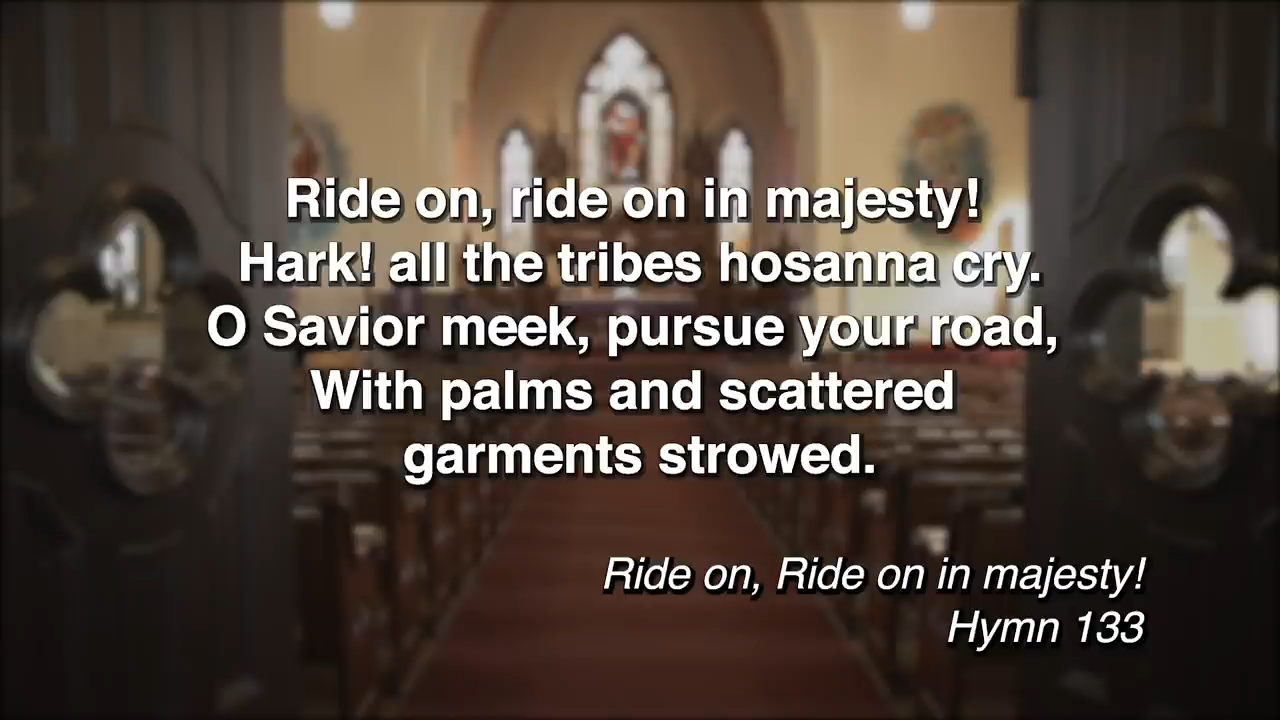 Ride on, ride on in majesty!
Hark! all the tribes hosanna cry.
O Savior meek, pursue your road,
With palms and scattered
garments strowed.
Ride on, Ride on in majesty!
Hymn 133